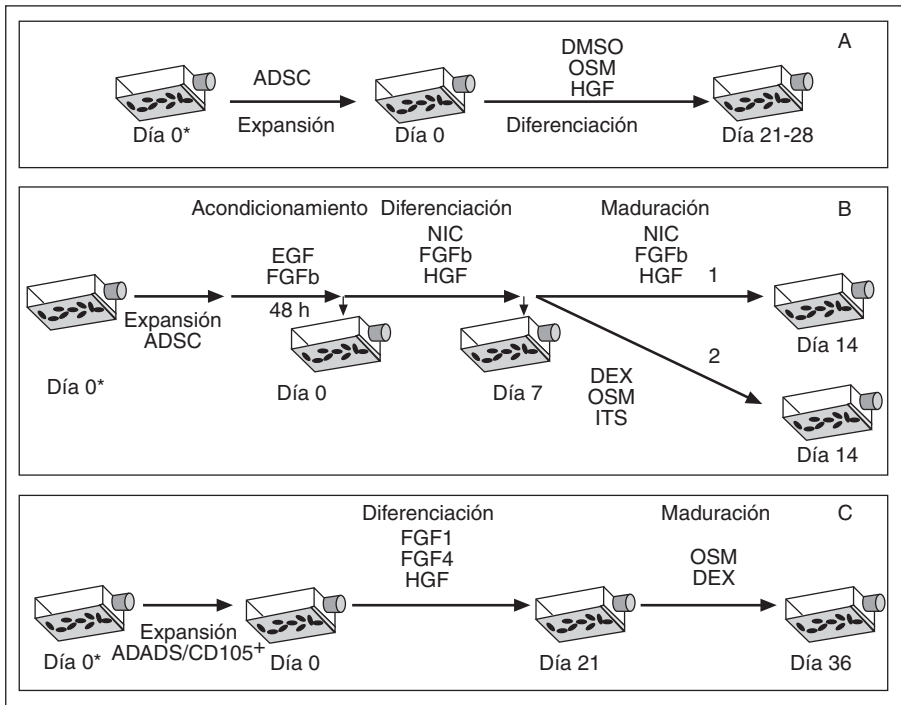 A
ADSC
Expansión
DMSO
OSM
HGF
Diferenciación
Día 0*
Día 0
Día 21-28
B
Acondicionamiento
Diferenciación
Maduración
EGF
FGFb
48 h
NIC
FGFb
HGF
NIC
FGFb
HGF
1
Expansión
ADSC
2
DEX
OSM
ITS
Día 0*
Día 0
Día 7
Día 14
Día 14
C
Diferenciación
Maduración
FGF1
FGF4
HGF
OSM
DEX
Expansión
ADADS/CD105+
Día 0*
Día 0
Día 21
Día 36